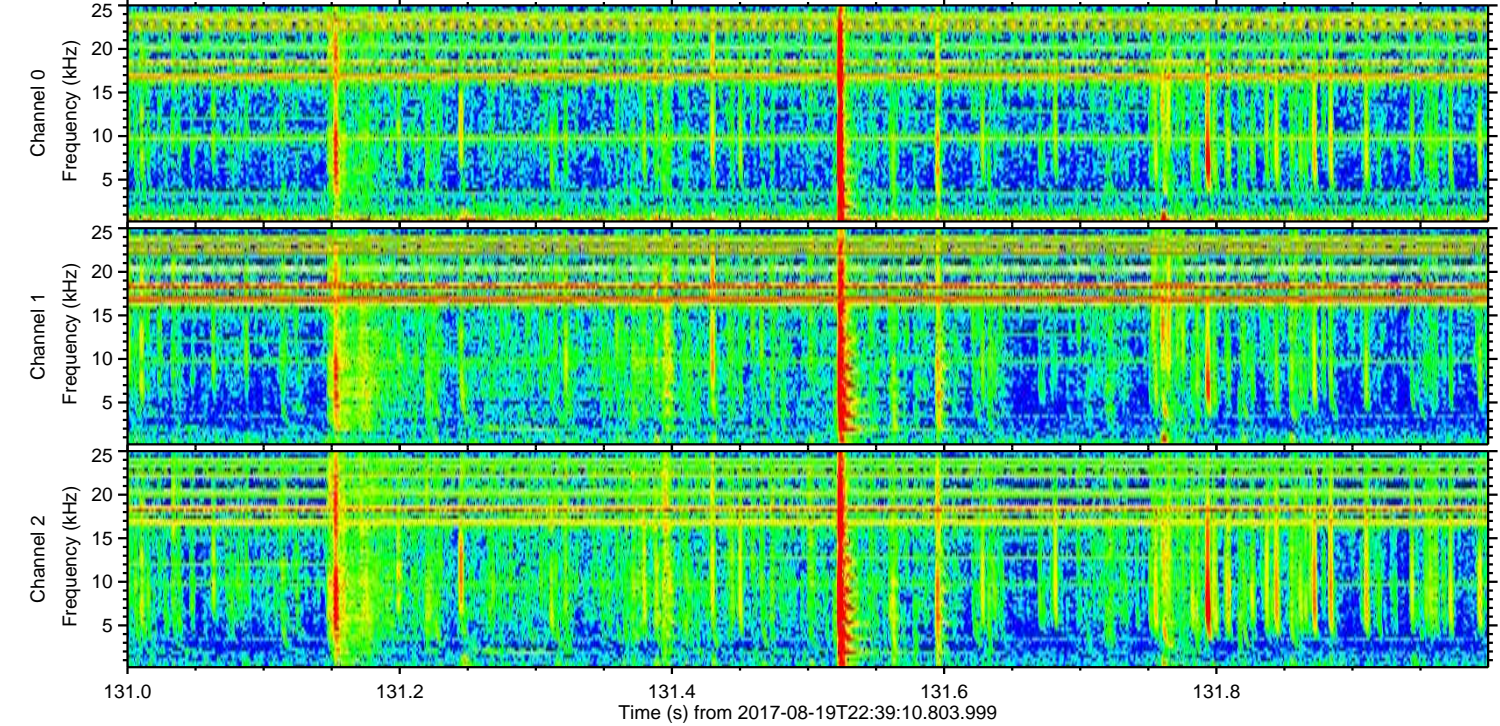 25
20
15
10
5
Channel 0
Frequency (kHz)
25
20
15
10
5
Channel 1
Frequency (kHz)
25
20
15
10
5
Channel 2
Frequency (kHz)
131.0 131.2 131.4 131.6 131.8
Time (s) from 2017-08-19T22:39:10.803.999